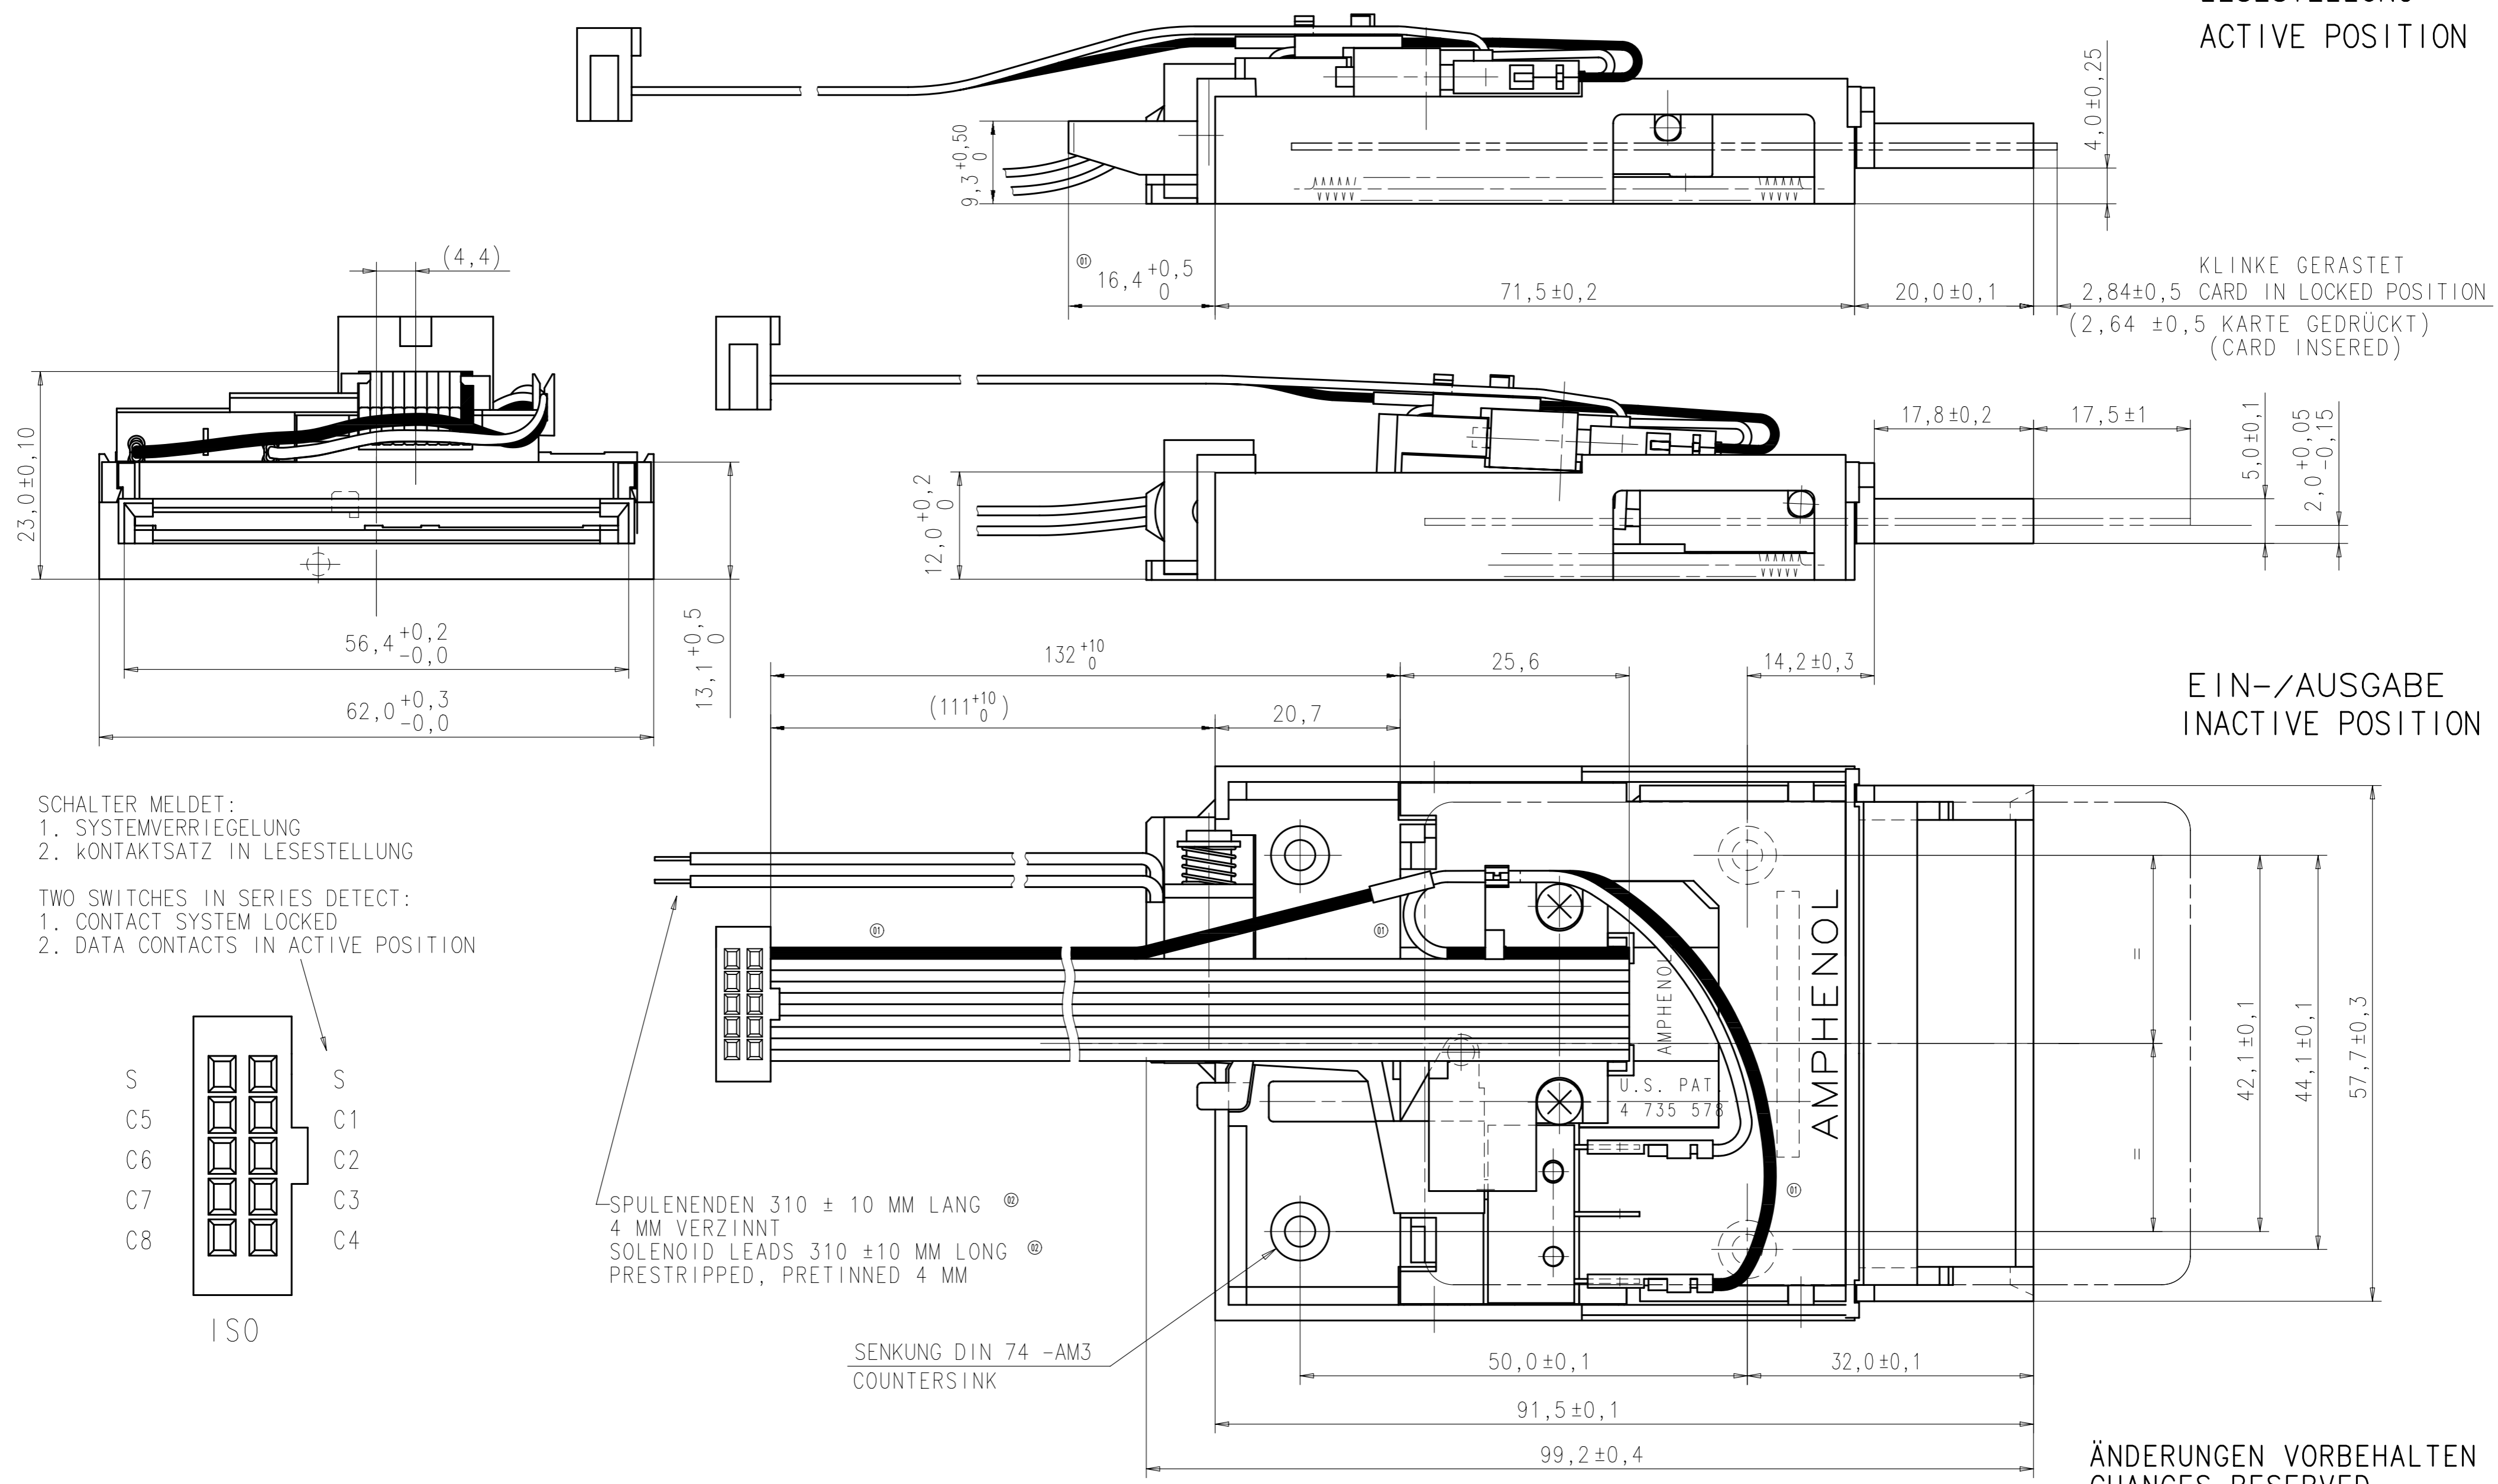 ACTIVE POSITION
4,0±0,25
9,3 +0,50 0
01
16,4 +0,5 0
71,5±0,2
20,0±0,1
KLINKE GERASTET
2,84±0,5 CARD IN LOCKED POSITION
(2,64 ±0,5 KARTE GEDRÜCKT)
(CARD INSERED)
(4,4)
23,0±0,10
56,4 +0,2 -0,0
62,0 +0,3 -0,0
13,1 +0,5 0
12,0 +0,2 0
17,8±0,2
17,5±1
5,0±0,1
2,0 +0,05 -0,15
132 +10 0
25,6
14,2±0,3
(111 +10 0)
20,7
EIN-/AUSGABE
INACTIVE POSITION
SCHALTER MELDET:
1. SYSTEMVERRIEGELUNG
2. kONTAKTSATZ IN LESESTELLUNG
TWO SWITCHES IN SERIES DETECT:
1. CONTACT SYSTEM LOCKED
2. DATA CONTACTS IN ACTIVE POSITION
S S
C5 C1
C6 C2
C7 C3
C8 C4
ISO
01
01
AMPHENOL
AMPHENOL
U.S. PAT.
4 735 578
01
=
=
42,1±0,1
44,1±0,1
57,7±0,3
SPULENENDEN 310 ± 10 MM LANG 02
4 MM VERZINNT
SOLENOID LEADS 310 ±10 MM LONG 02
PRESTRIPPED, PRETINNED 4 MM
SENKUNG DIN 74 -AM3
COUNTERSINK
50,0±0,1
32,0±0,1
91,5±0,1
99,2±0,4
ÄNDERUNGEN VORBEHALTEN
CHANGES RESERVED